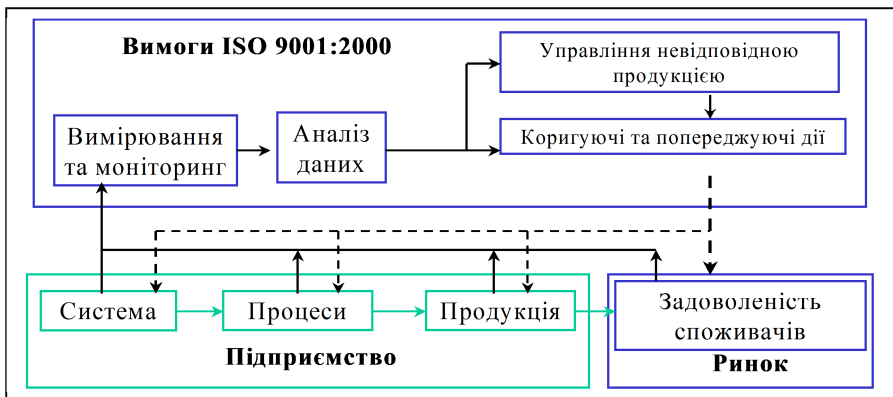 Вимоги ISO 9001:2000
Управління невідповідною
продукцією
Вимірювання
та моніторинг
Аналіз
даних
Коригуючі та попереджуючі дії
Система
Процеси
Продукція
Задоволеність
споживачів
Підприємство
Ринок